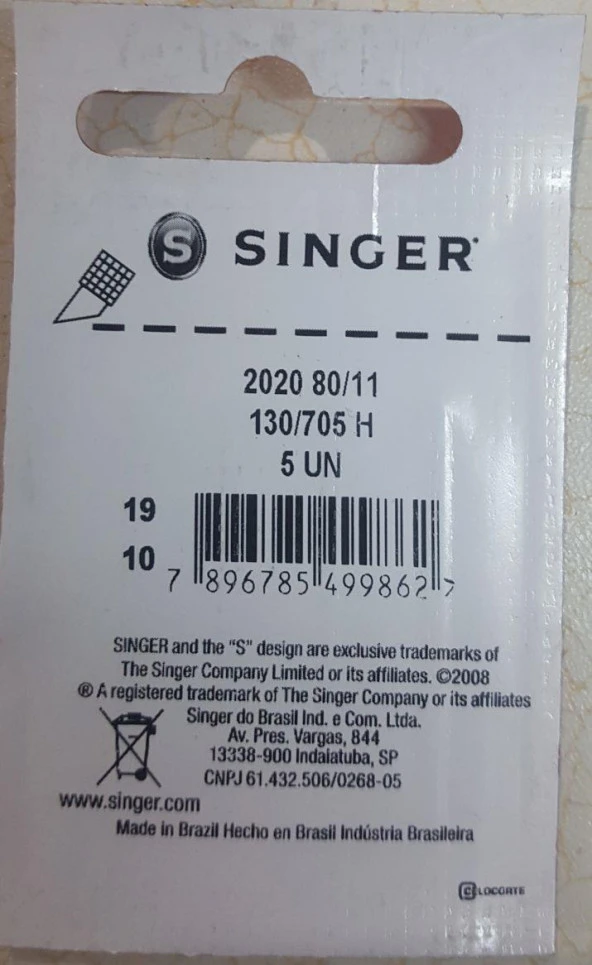 S SINGER
2020 80/11
130/705 H
5 UN
19
10
7 896785 499862 7
SINGER and the "S" design are exclusive trademarks of
The Singer Company Limited or its affiliates. ©2008
® A registered trademark of The Singer Company or its affiliates
Singer do Brasil Ind. e Com. Ltda.
Av. Pres. Vargas, 844
13338-900 Indaiatuba, SP
CNPJ 61.432.506/0268-05
www.singer.com
Made in Brazil Hecho en Brasil Indústria Brasileira
C LOCORTE